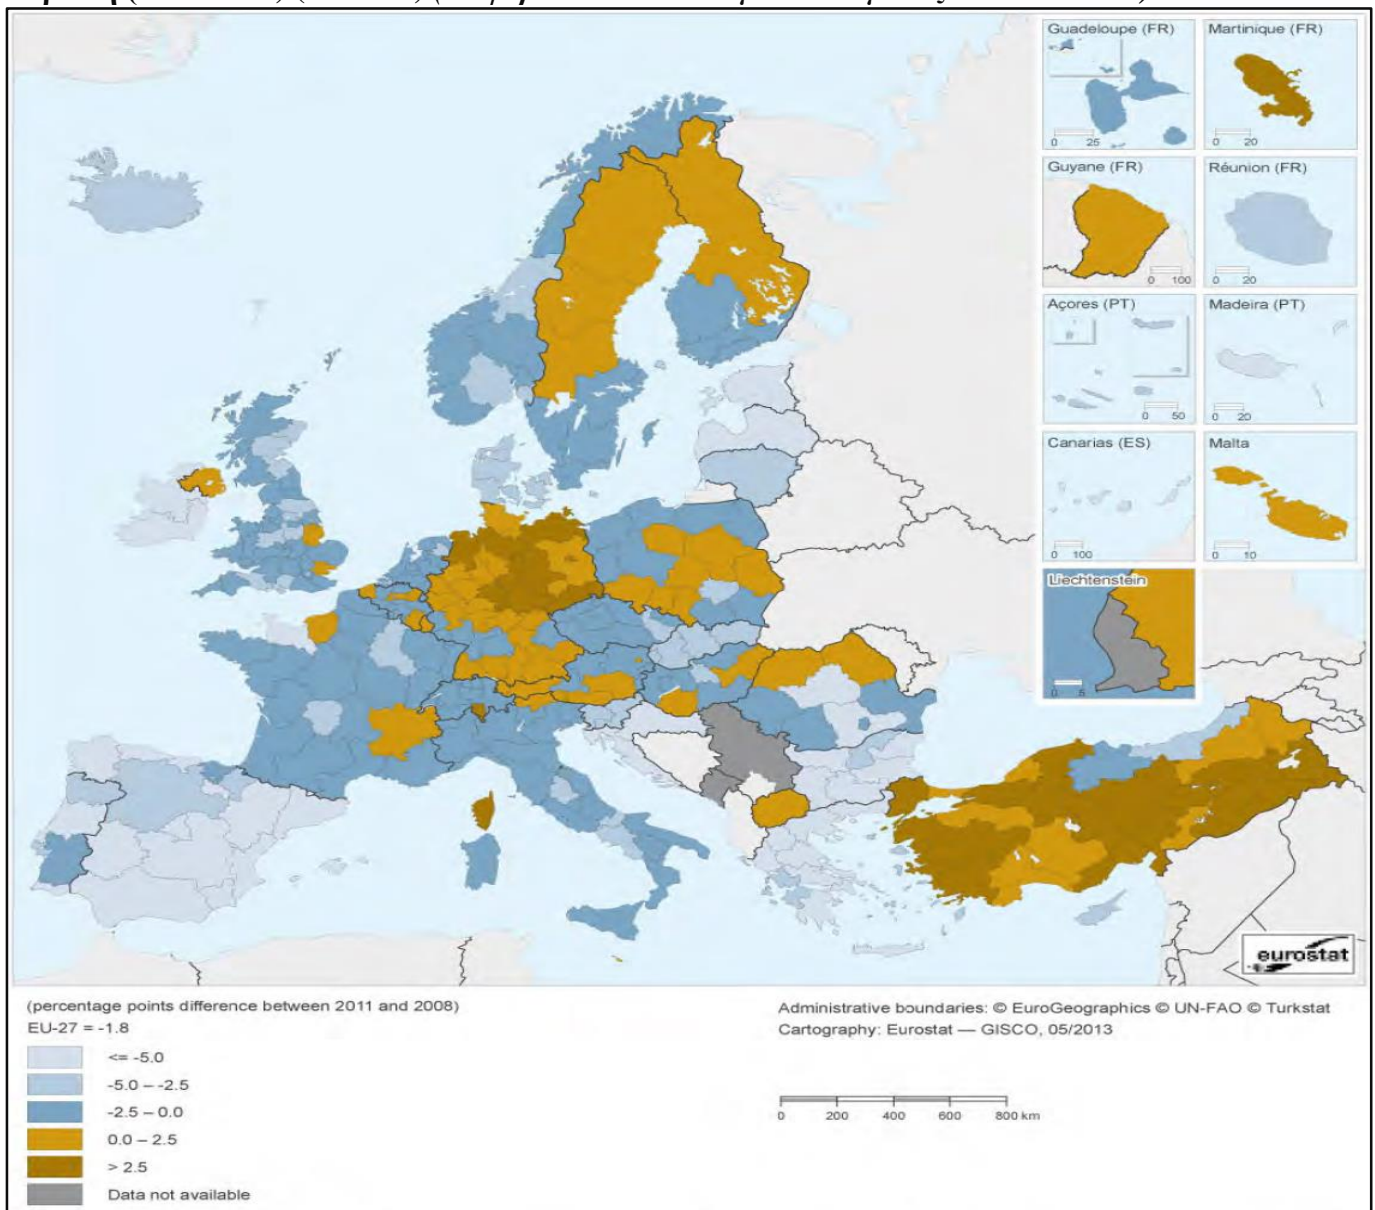 Guadeloupe (FR)
Martinique (FR)
0 25
0 20
Guyane (FR)
Réunion (FR)
0 100
0 20
Açores (PT)
Madeira (PT)
0 50
0 20
Canarias (ES)
Malta
0 100
0 10
Liechtenstein
0 5
eurostat
(percentage points difference between 2011 and 2008)
EU-27 = -1.8
<= -5.0
-5.0 – -2.5
-2.5 – 0.0
0.0 – 2.5
> 2.5
Data not available
Administrative boundaries: © EuroGeographics © UN-FAO © Turkstat
Cartography: Eurostat — GISCO, 05/2013
0 200 400 600 800 km